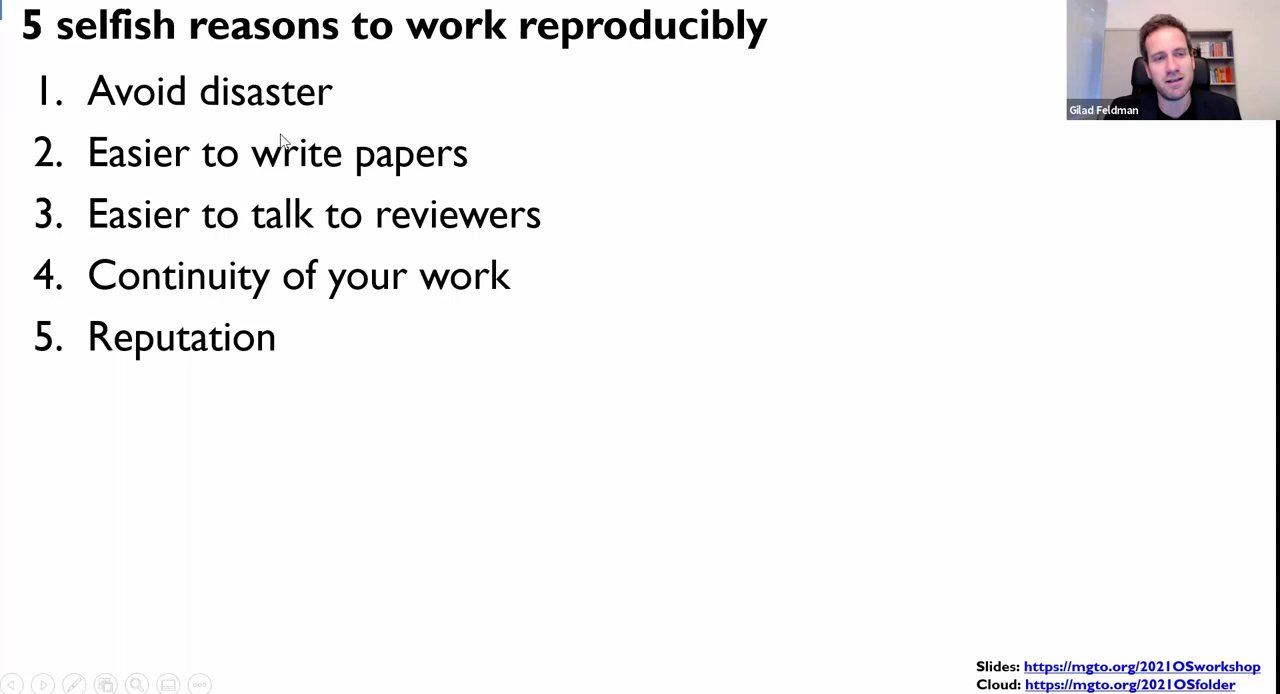 5 selfish reasons to work reproducibly
1. Avoid disaster
2. Easier to write papers
3. Easier to talk to reviewers
4. Continuity of your work
5. Reputation
Gilad Feldman
Slides: https://mgto.org/2021OSworkshop
Cloud: https://mgto.org/2021OSfolder